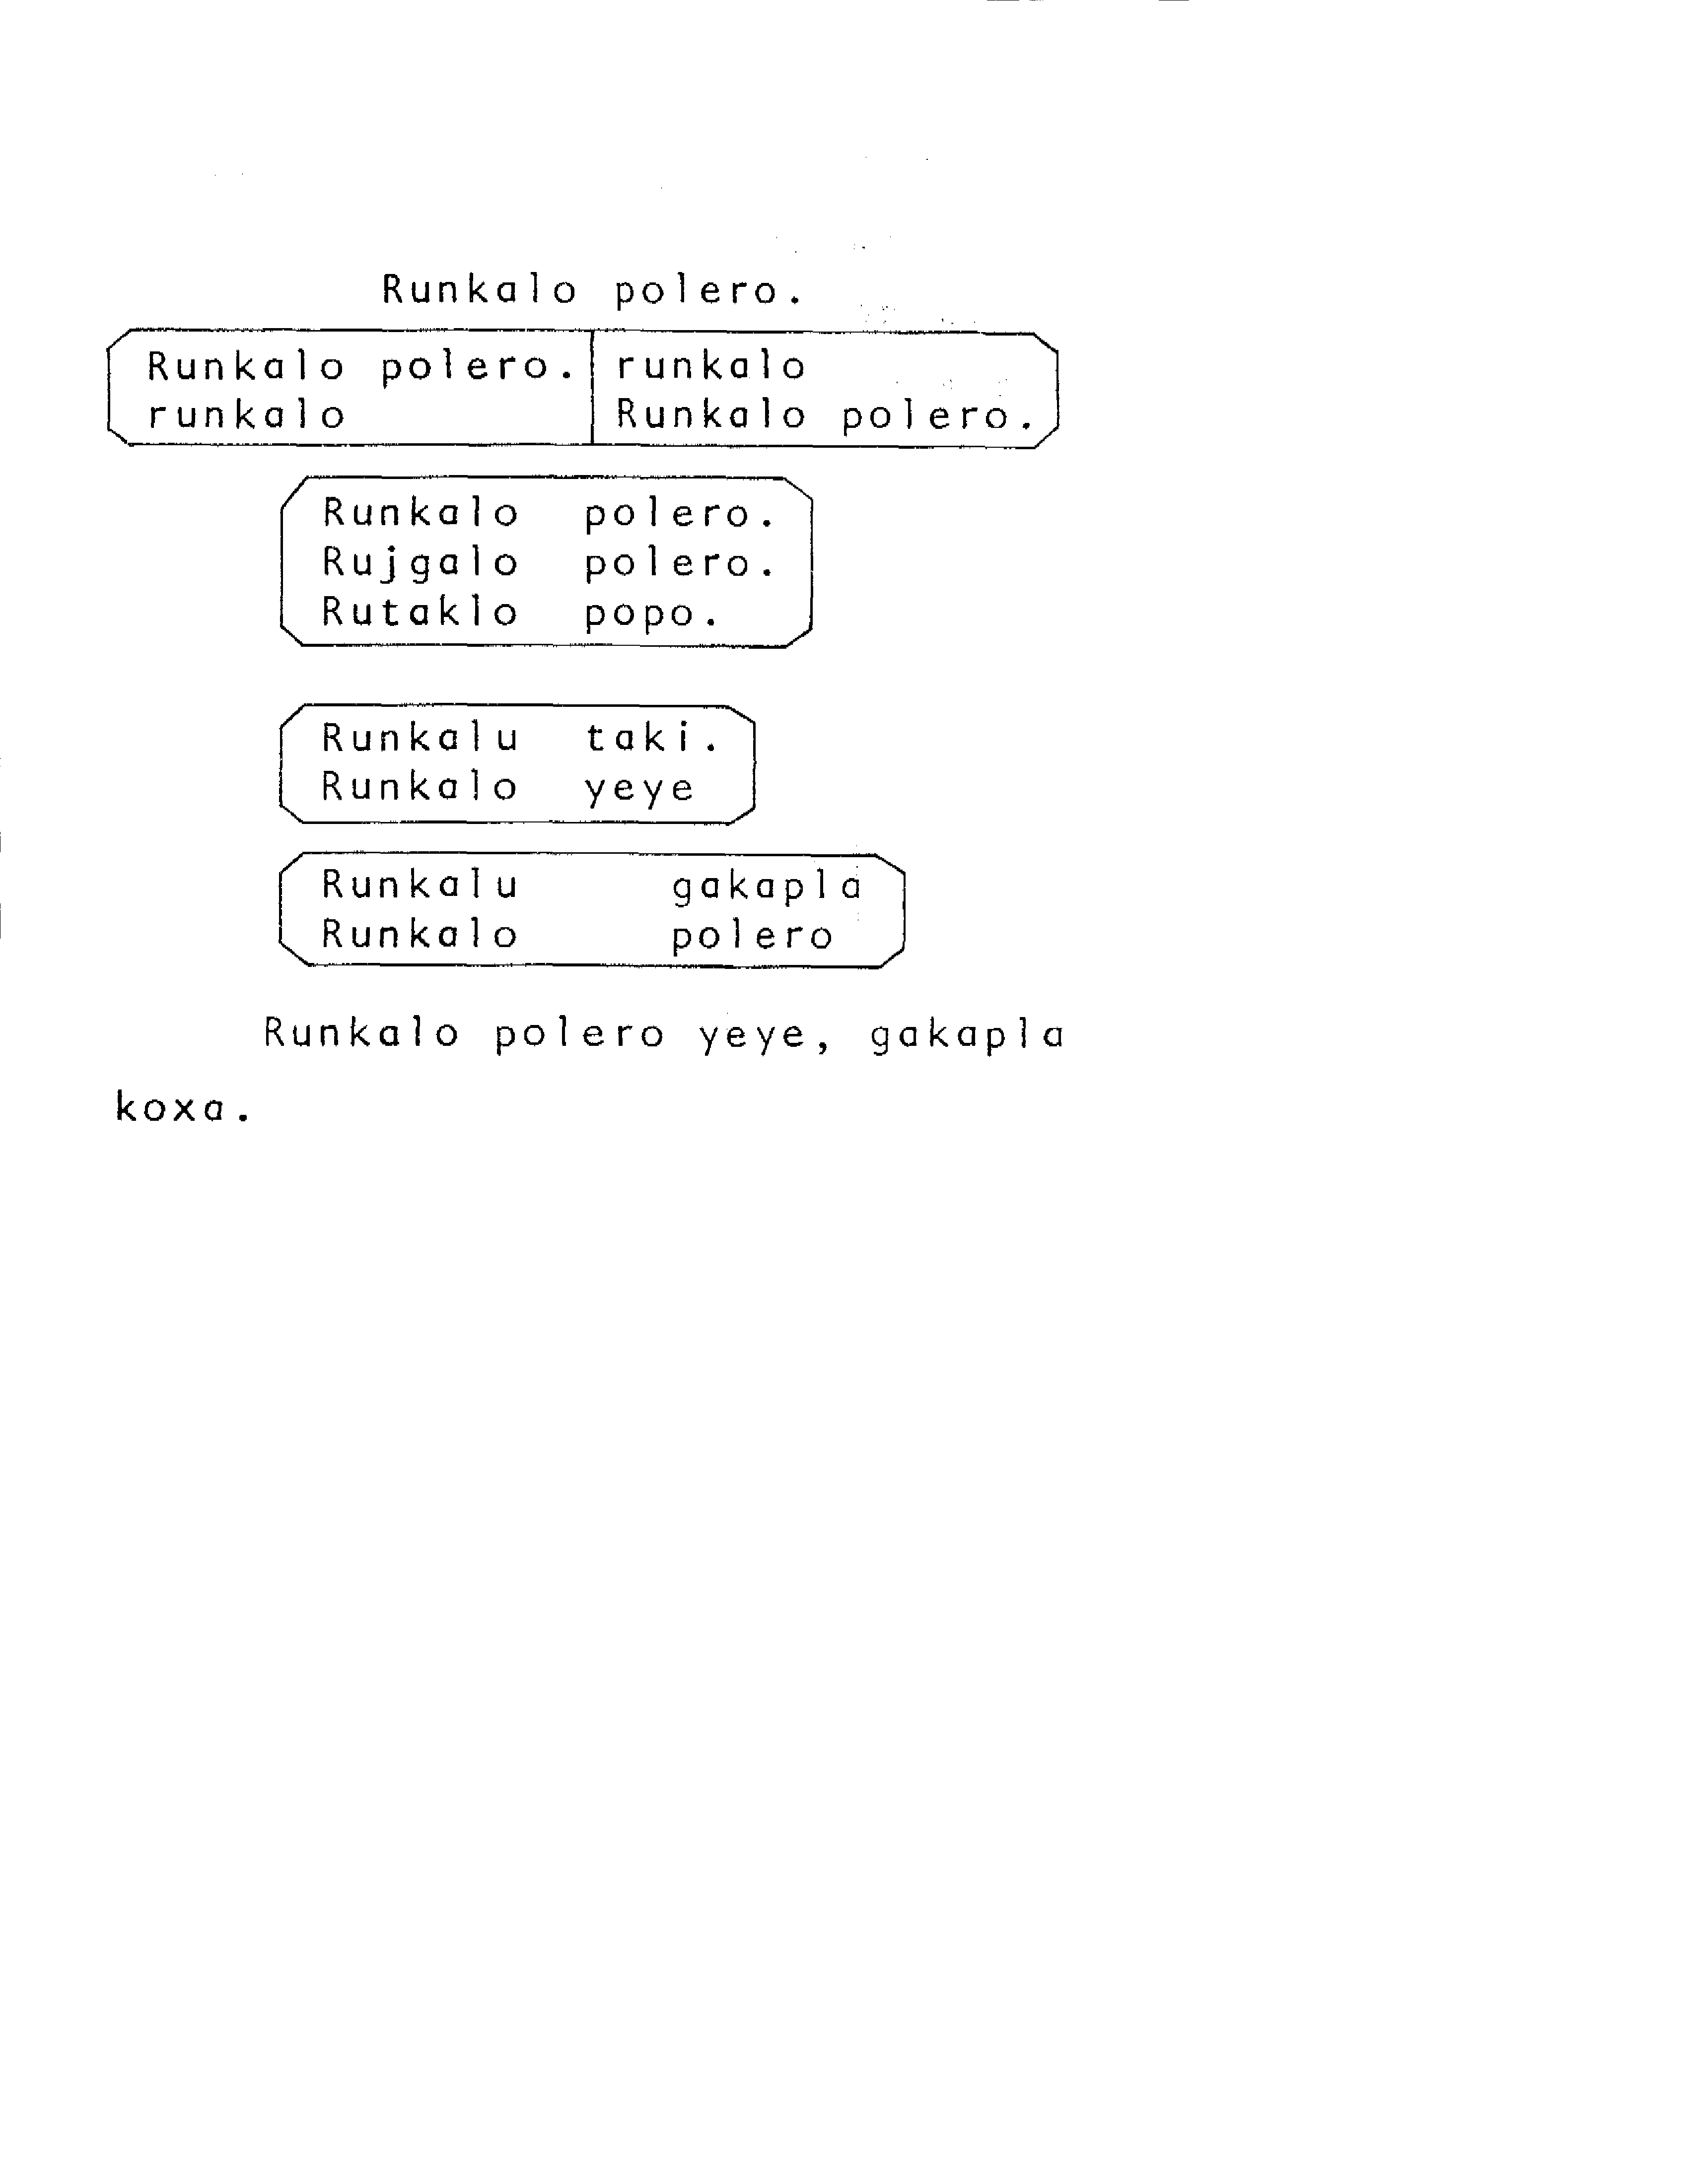 Runkalo polero.
Runkalo polero.
runkalo
runkalo
Runkalo polero.
Runkalo polero.
Rujgalo polero.
Rutaklo popo.
Runkalu taki.
Runkalo yeye
Runkalu gakapla
Runkalo polero
Runkalo polero yeye, gakapla
koxa.